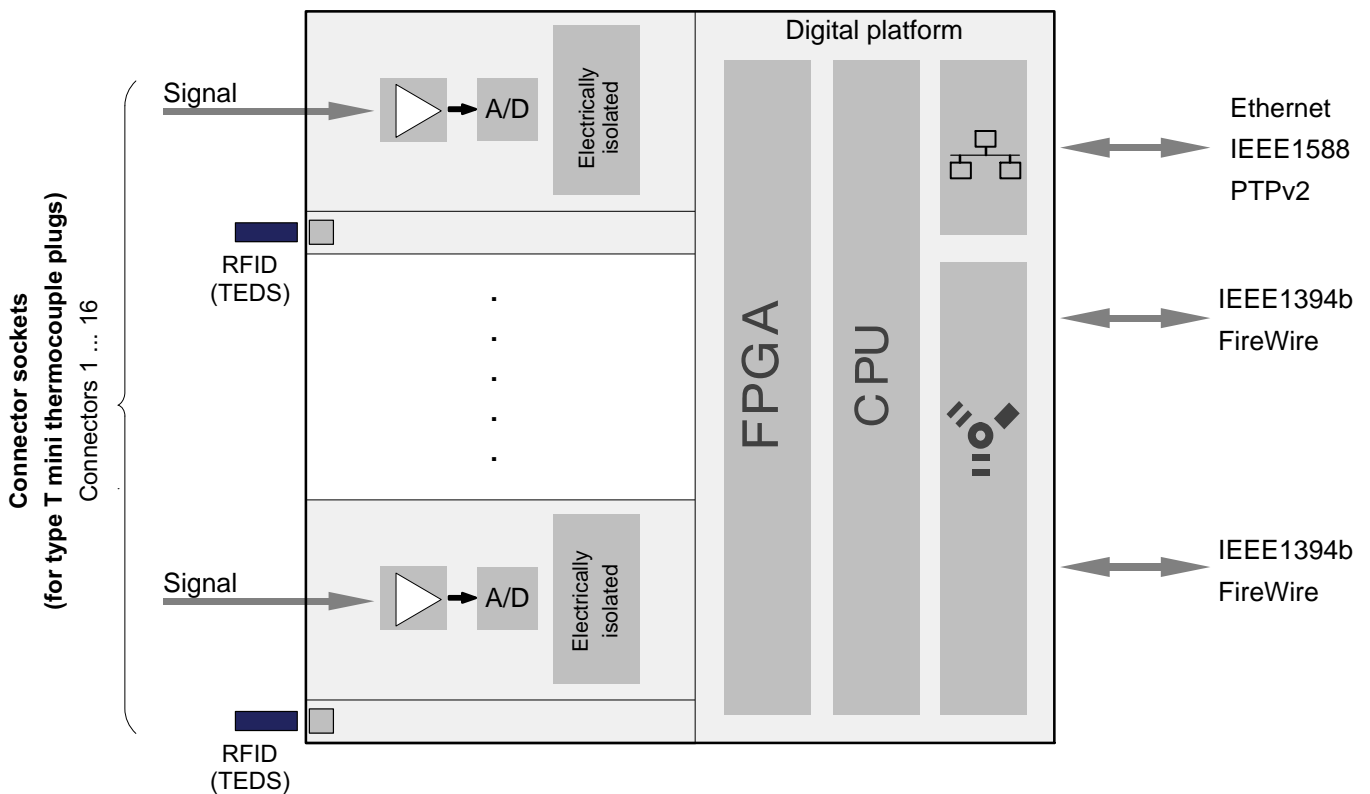 Digital platform
Connector sockets
(for type T mini thermocouple plugs)
Connectors 1 ... 16
Signal
A/D
Electrically
isolated
RFID
(TEDS)
Signal
A/D
Electrically
isolated
RFID
(TEDS)
FPGA
CPU
Ethernet
IEEE1588
PTPv2
IEEE1394b
FireWire
IEEE1394b
FireWire